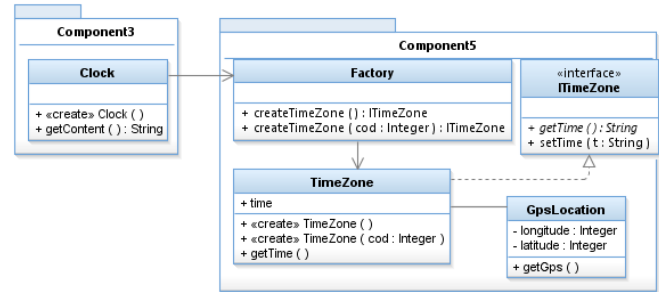 Component3
Clock
+ «create» Clock ( )
+ getContent ( ) : String
Component5
Factory
+ createTimeZone ( ) : ITimeZone
+ createTimeZone ( cod : Integer ) : ITimeZone
«interface»
ITimeZone
+ getTime ( ) : String
+ setTime ( t : String )
TimeZone
+ time
+ «create» TimeZone ( )
+ «create» TimeZone ( cod : Integer )
+ getTime ( )
GpsLocation
- longitude : Integer
- latitude : Integer
+ getGps ( )